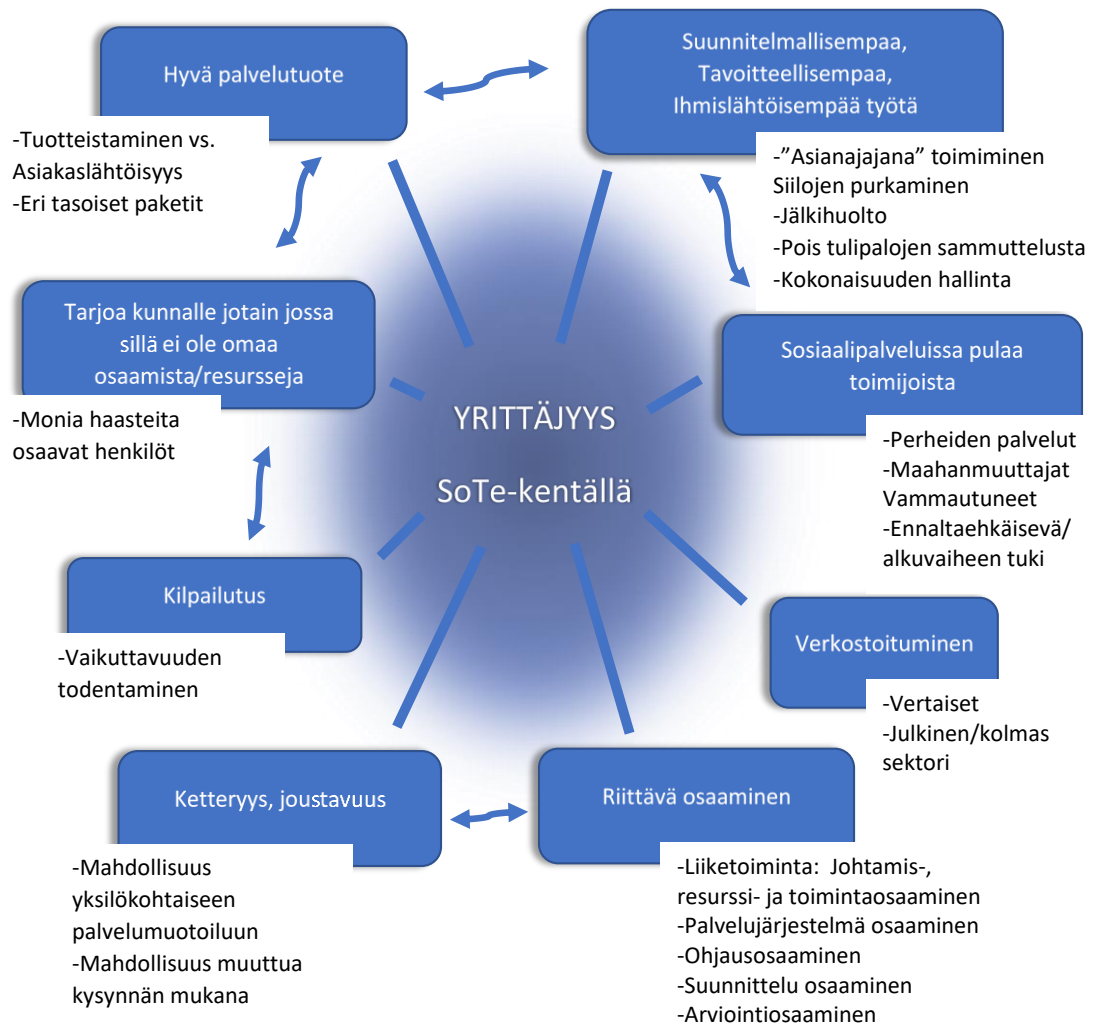 Hyvä palvelutuote
-Tuotteistaminen vs.
Asiakaslähtöisyys
-Eri tasoiset paketit
Suunnitelmallisempaa,
Tavoitteellisempaa,
Ihmislähtöisempää työtä
-”Asianajajana” toimiminen
Siilojen purkaminen
-Jälkihuolto
-Pois tulipalojen sammuttelusta
-Kokonaisuuden hallinta
Tarjoa kunnalle jotain jossa
sillä ei ole omaa
osaamista/resursseja
-Monia haasteita
osaavat henkilöt
YRITTÄJYYS
SoTe-kentällä
Sosiaalipalveluissa pulaa
toimijoista
-Perheiden palvelut
-Maahanmuuttajat
Vammautuneet
-Ennaltaehkäisevä/
alkuvaiheen tuki
Kilpailutus
-Vaikuttavuuden
todentaminen
Verkostoituminen
-Vertaiset
-Julkinen/kolmas
sektori
Ketteryys, joustavuus
-Mahdollisuus
yksilökohtaiseen
palvelumuotoiluun
-Mahdollisuus muuttua
kysynnän mukana
Riittävä osaaminen
-Liiketoiminta:  Johtamis-,
resurssi- ja toimintaosaaminen
-Palvelujärjestelmä osaaminen
-Ohjausosaaminen
-Suunnittelu osaaminen
-Arviointiosaaminen